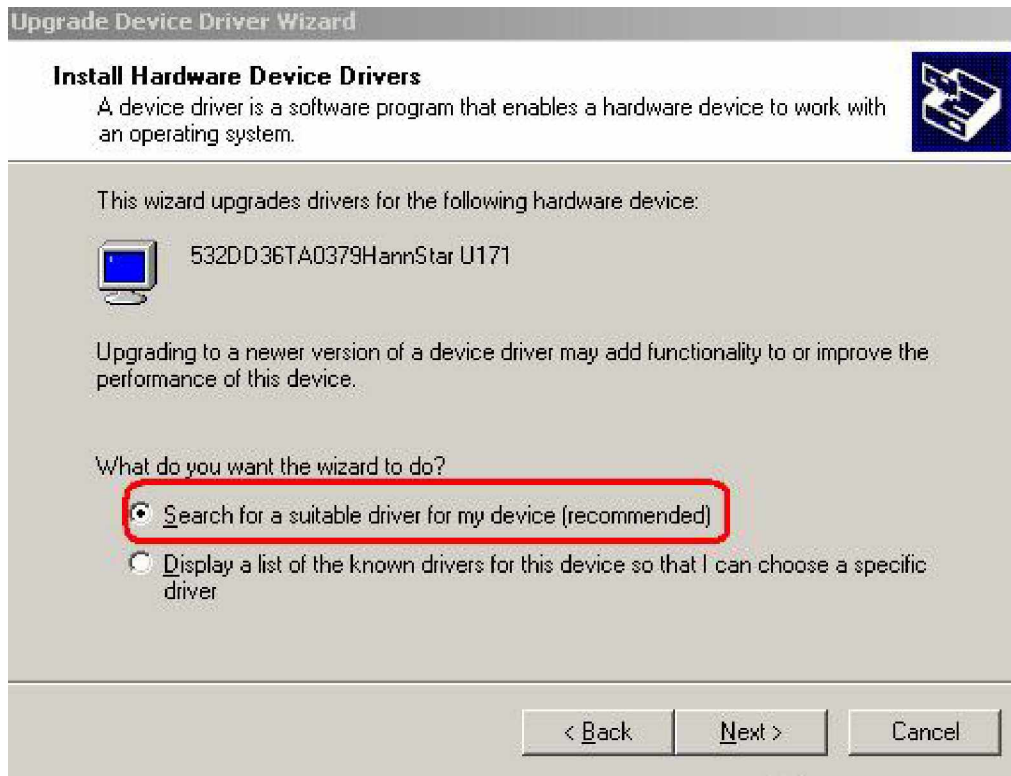 Upgrade Device Driver Wizard
Install Hardware Device Drivers
A device driver is a software program that enables a hardware device to work with
an operating system.
This wizard upgrades drivers for the following hardware device:
532DD36TA0379HannStar U171
Upgrading to a newer version of a device driver may add functionality to or improve the
performance of this device.
What do you want the wizard to do?
Search for a suitable driver for my device (recommended)
Display a list of the known drivers for this device so that I can choose a specific
driver
< Back
Next >
Cancel